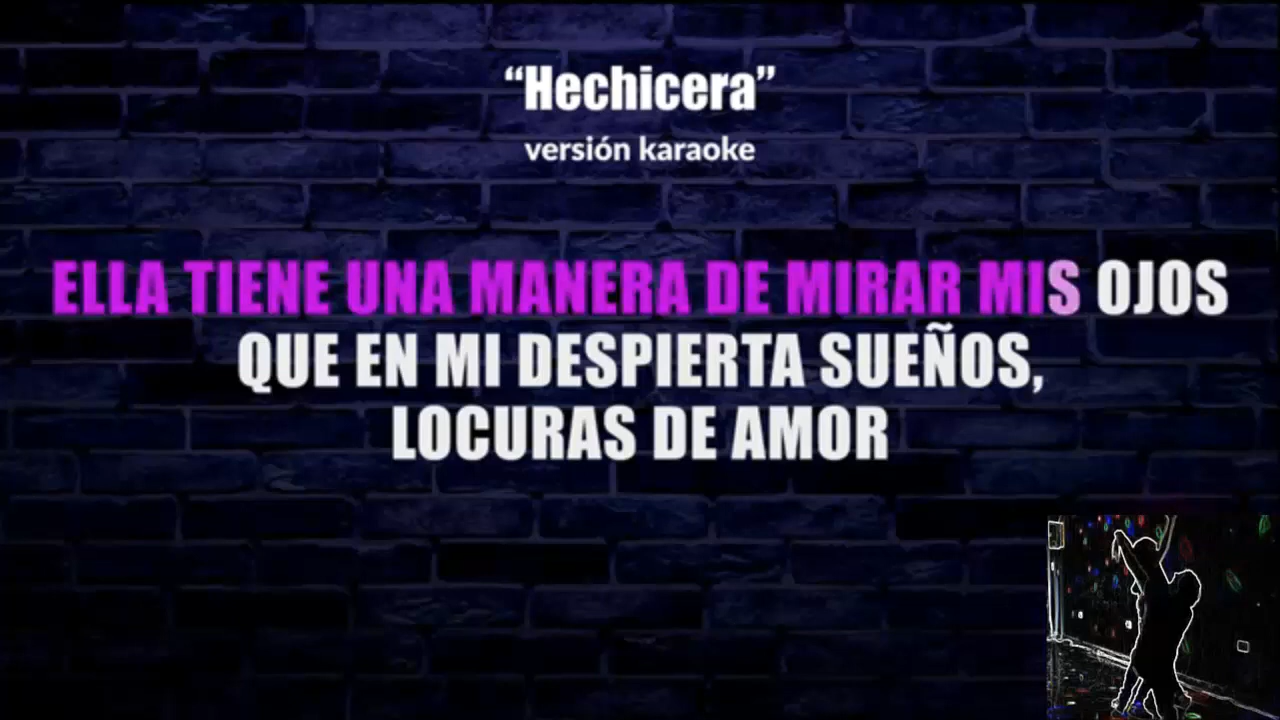 “Hechicera”
versión karaoke
ELLA TIENE UNA MANERA DE MIRAR MIS OJOS
QUE EN MI DESPIERTA SUEÑOS,
LOCURAS DE AMOR